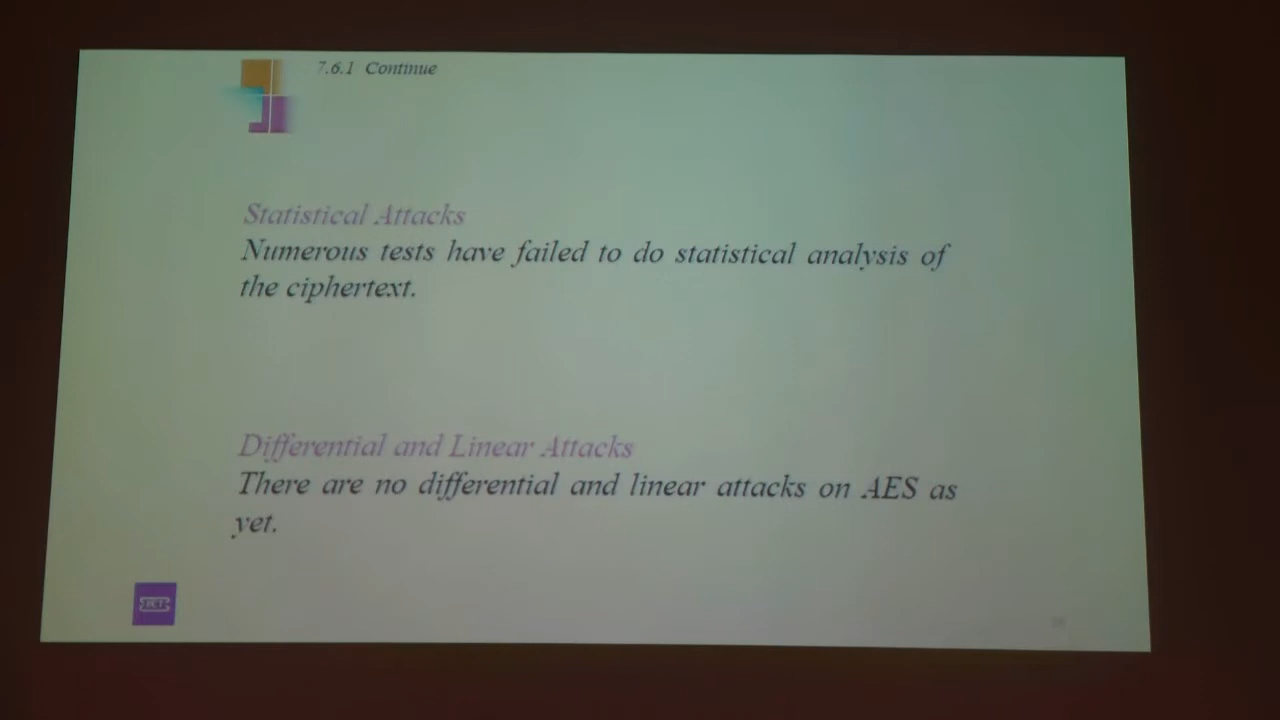 7.6.1 Continue
Statistical Attacks
Numerous tests have failed to do statistical analysis of
the ciphertext.
Differential and Linear Attacks
There are no differential and linear attacks on AES as
yet.